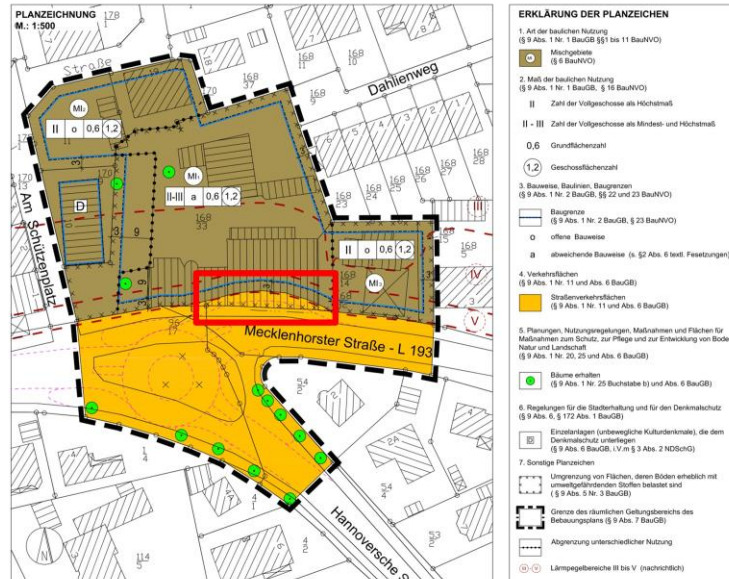 PLANZEICHNUNG
M.: 1:500
Straße
Dahlienweg
Am Schützenplatz
MI₂
II o 0,6 1,2
MI₁
II-III a 0,6 1,2
D
168
33
II o 0,6 1,2
MI₃
III
IV
V
Mecklenhorster Straße - L 193
Hannoversche S
N
ERKLÄRUNG DER PLANZEICHEN
1. Art der baulichen Nutzung
(§ 9 Abs. 1 Nr. 1 BauGB §§1 bis 11 BauNVO)
MI
Mischgebiete
(§ 6 BauNVO)
2. Maß der baulichen Nutzung
(§ 9 Abs. 1 Nr. 1 BauGB, § 16 BauNVO)
II Zahl der Vollgeschosse als Höchstmaß
II - III Zahl der Vollgeschosse als Mindest- und Höchstmaß
0,6 Grundflächenzahl
1,2 Geschossflächenzahl
3. Bauweise, Baulinien, Baugrenzen
(§ 9 Abs. 1 Nr. 2 BauGB, §§ 22 und 23 BauNVO)
Baugrenze
(§ 9 Abs. 1 Nr. 2 BauGB, § 23 BauNVO)
o offene Bauweise
a abweichende Bauweise (s. §2 Abs. 6 textl. Fesetzungen)
4. Verkehrsflächen
(§ 9 Abs. 1 Nr. 11 und Abs. 6 BauGB)
Straßenverkehrsflächen
(§ 9 Abs. 1 Nr. 11 und Abs. 6 BauGB)
5. Planungen, Nutzungsregelungen, Maßnahmen und Flächen für
Maßnahmen zum Schutz, zur Pflege und zur Entwicklung von Bode
Natur und Landschaft
(§ 9 Abs. 1 Nr. 20, 25 und Abs. 6 BauGB)
Bäume erhalten
(§ 9 Abs. 1 Nr. 25 Buchstabe b) und Abs. 6 BauGB)
6. Regelungen für die Stadterhaltung und für den Denkmalschutz
(§ 9 Abs. 6, § 172 Abs. 1 BauGB)
D Einzelanlagen (unbewegliche Kulturdenkmale), die dem
Denkmalschutz unterliegen
(§ 9 Abs. 6 BauGB, i.V.m § 3 Abs. 2 NDSchG)
7. Sonstige Planzeichen
Umgrenzung von Flächen, deren Böden erheblich mit
umweltgefährdenden Stoffen belastet sind
(§ 9 Abs. 5 Nr. 3 BauGB)
Grenze des räumlichen Geltungsbereichs des
Bebauungsplans (§ 9 Abs. 7 BauGB)
Abgrenzung unterschiedlicher Nutzung
Lärmpegelbereiche III bis V (nachrichtlich)